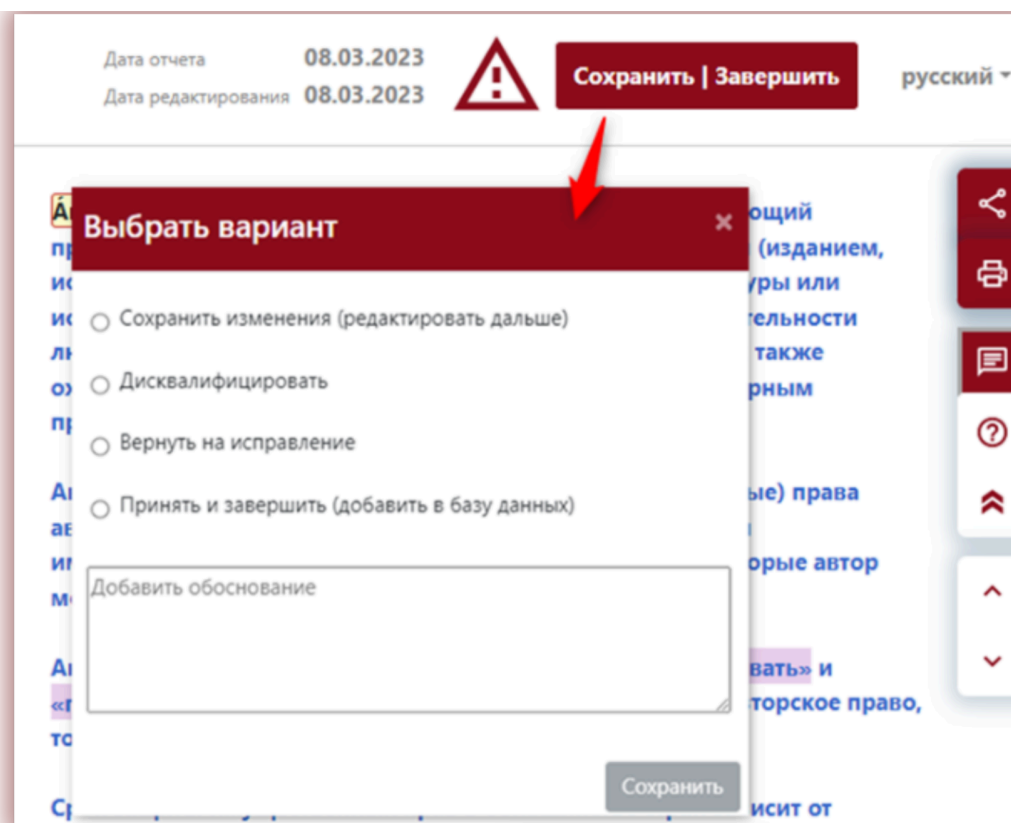 Дата отчета 08.03.2023
Дата редактирования 08.03.2023
Сохранить | Завершить
русский
Выбрать вариант ×
ющий
(изданием,
уры или
тельности
также
рным
Сохранить изменения (редактировать дальше)
Дисквалифицировать
Вернуть на исправление
Принять и завершить (добавить в базу данных)
ые) права
орые автор
Добавить обоснование
вать» и
торское право,
Сохранить
исит от